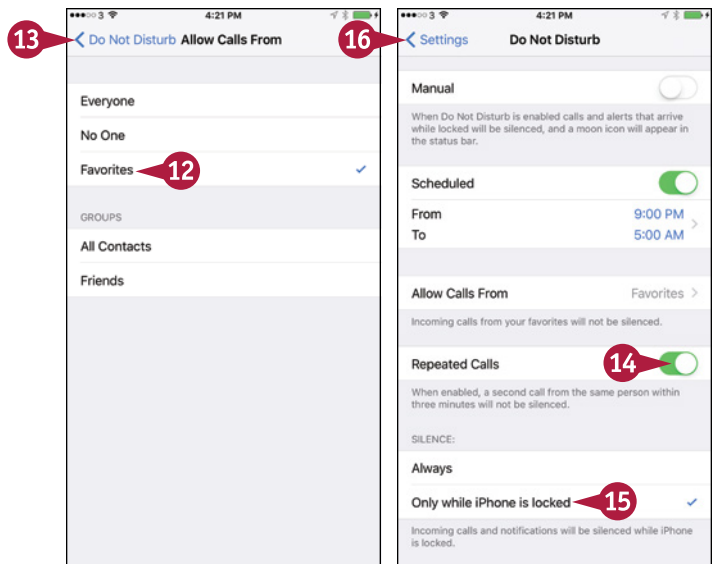 3 4:21 PM
13 Do Not Disturb Allow Calls From
Everyone
No One
Favorites 12
GROUPS
All Contacts
Friends
3 4:21 PM
16 Settings Do Not Disturb
Manual
When Do Not Disturb is enabled calls and alerts that arrive
while locked will be silenced, and a moon icon will appear in
the status bar.
Scheduled
From 9:00 PM
To 5:00 AM
Allow Calls From Favorites
Incoming calls from your favorites will not be silenced.
Repeated Calls 14
When enabled, a second call from the same person within
three minutes will not be silenced.
SILENCE:
Always
Only while iPhone is locked 15
Incoming calls and notifications will be silenced while iPhone
is locked.